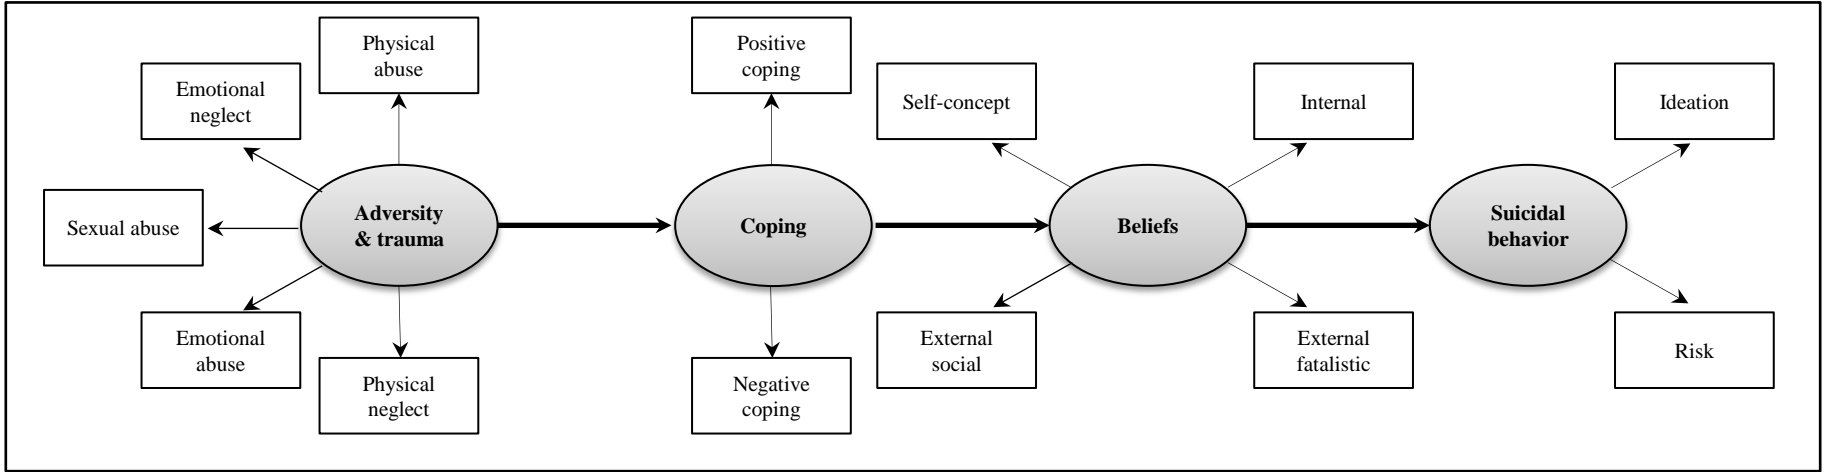 Physical
abuse
Emotional
neglect
Sexual abuse
Adversity
& trauma
Emotional
abuse
Physical
neglect
Positive
coping
Coping
Negative
coping
Self-concept
Internal
Beliefs
External
social
External
fatalistic
Ideation
Suicidal
behavior
Risk